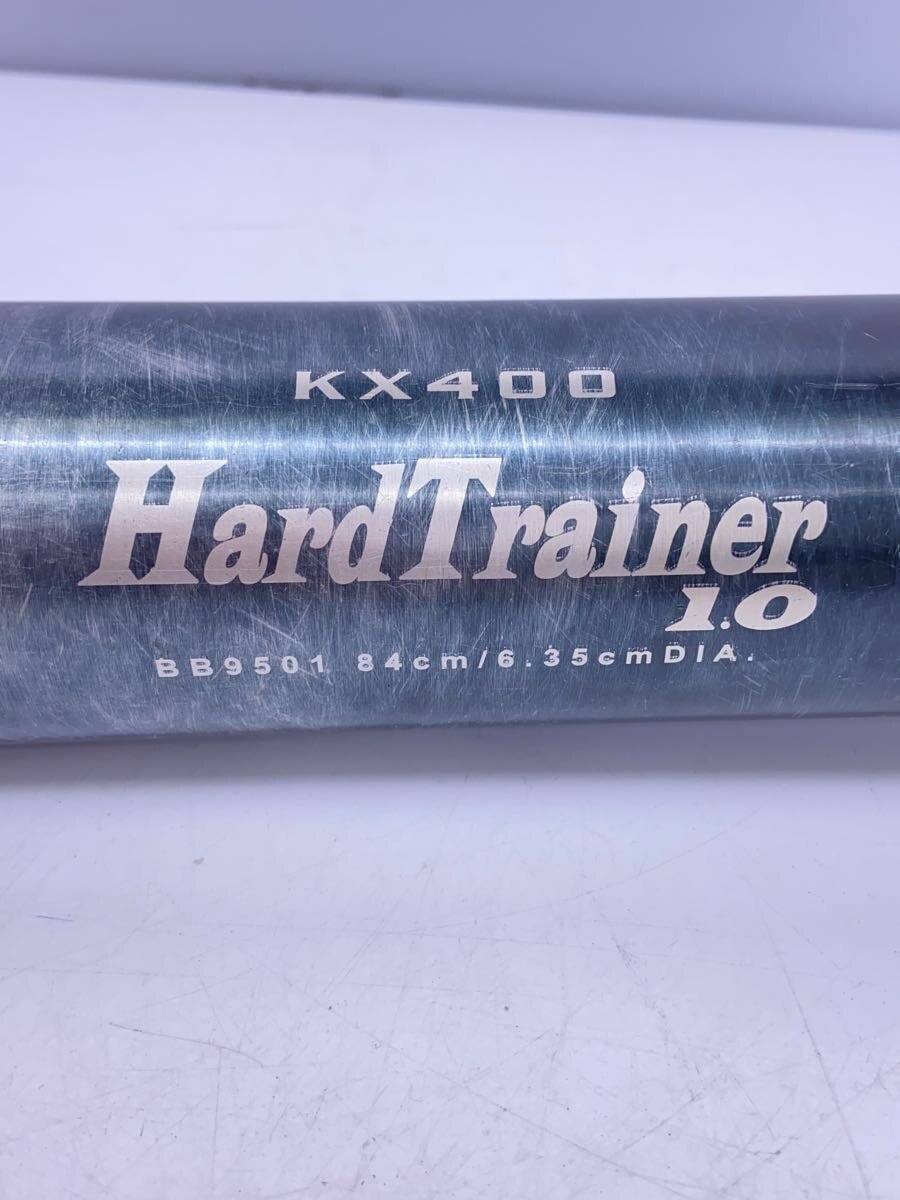 KX400
HardTrainer
1.0
BB9501 84cm/6.35cmDIA.